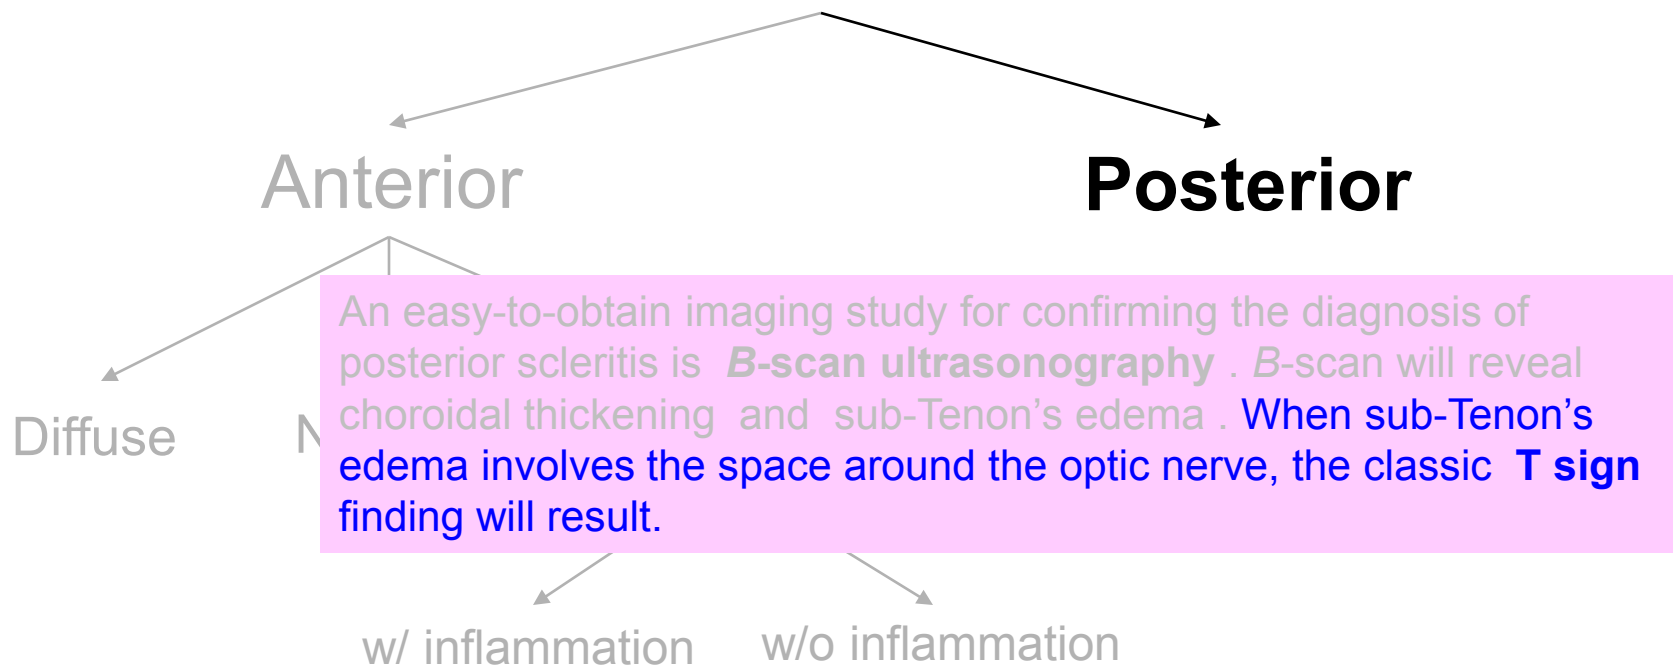 Anterior
Posterior
An easy-to-obtain imaging study for confirming the diagnosis of
posterior scleritis is B-scan ultrasonography . B-scan will reveal
choroidal thickening and sub-Tenon’s edema . When sub-Tenon’s
edema involves the space around the optic nerve, the classic T sign
finding will result.
Diffuse
w/ inflammation
w/o inflammation